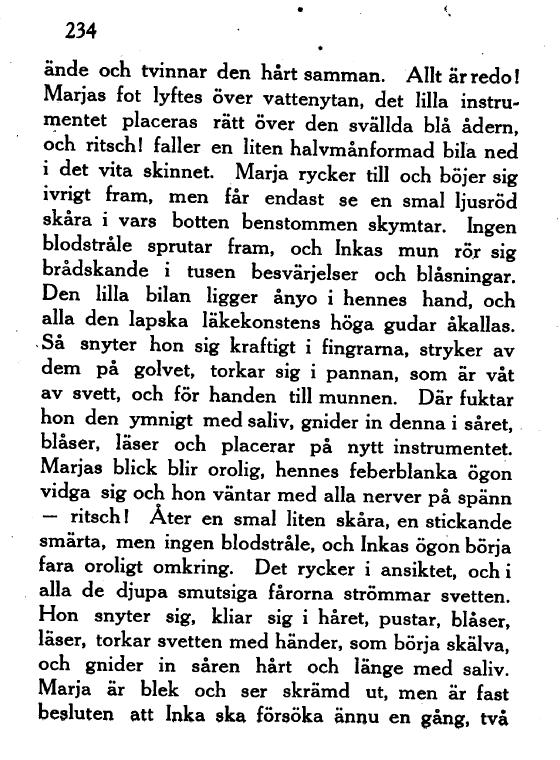 234
ände och tvinnar den hårt samman. Allt är redo!
Marjas fot lyftes över vattenytan, det lilla instru-
mentet placeras rätt över den svällda blå ådern,
och ritsch! faller en liten halvmånformad bila ned
i det vita skinnet. Marja rycker till och böjer sig
ivrigt fram, men får endast se en smal ljusröd
skåra i vars botten benstommen skymtar. Ingen
blodstråle sprutar fram, och Inkas mun rör sig
brådskande i tusen besvärjelser och blåsningar.
Den lilla bilan ligger ånyo i hennes hand, och
alla den lapska läkekonstens höga gudar åkallas.
Så snyter hon sig kraftigt i fingrarna, stryker av
dem på golvet, torkar sig i pannan, som är våt
av svett, och för handen till munnen. Där fuktar
hon den ymnigt med saliv, gnider in denna i såret,
blåser, läser och placerar på nytt instrumentet.
Marjas blick blir orolig, hennes feberblanka ögon
vidga sig och hon väntar med alla nerver på spänn
— ritsch! Åter en smal liten skåra, en stickande
smärta, men ingen blodstråle, och Inkas ögon börja
fara oroligt omkring. Det rycker i ansiktet, och i
alla de djupa smutsiga fårorna strömmar svetten.
Hon snyter sig, kliar sig i håret, pustar, blåser,
läser, torkar svetten med händer, som börja skälva,
och gnider in såren hårt och länge med saliv.
Marja är blek och ser skrämd ut, men är fast
besluten att Inka ska försöka ännu en gång, två